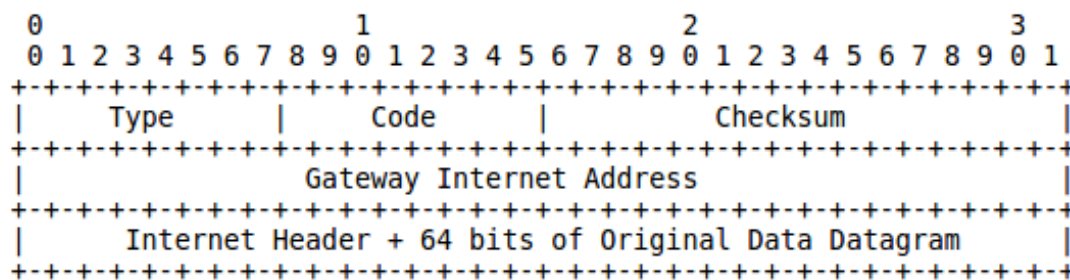 0                   1                   2                   3
 0 1 2 3 4 5 6 7 8 9 0 1 2 3 4 5 6 7 8 9 0 1 2 3 4 5 6 7 8 9 0 1
+-+-+-+-+-+-+-+-+-+-+-+-+-+-+-+-+-+-+-+-+-+-+-+-+-+-+-+-+-+-+-+-+
|     Type      |     Code      |          Checksum             |
+-+-+-+-+-+-+-+-+-+-+-+-+-+-+-+-+-+-+-+-+-+-+-+-+-+-+-+-+-+-+-+-+
|                 Gateway Internet Address                      |
+-+-+-+-+-+-+-+-+-+-+-+-+-+-+-+-+-+-+-+-+-+-+-+-+-+-+-+-+-+-+-+-+
|      Internet Header + 64 bits of Original Data Datagram      |
+-+-+-+-+-+-+-+-+-+-+-+-+-+-+-+-+-+-+-+-+-+-+-+-+-+-+-+-+-+-+-+-+